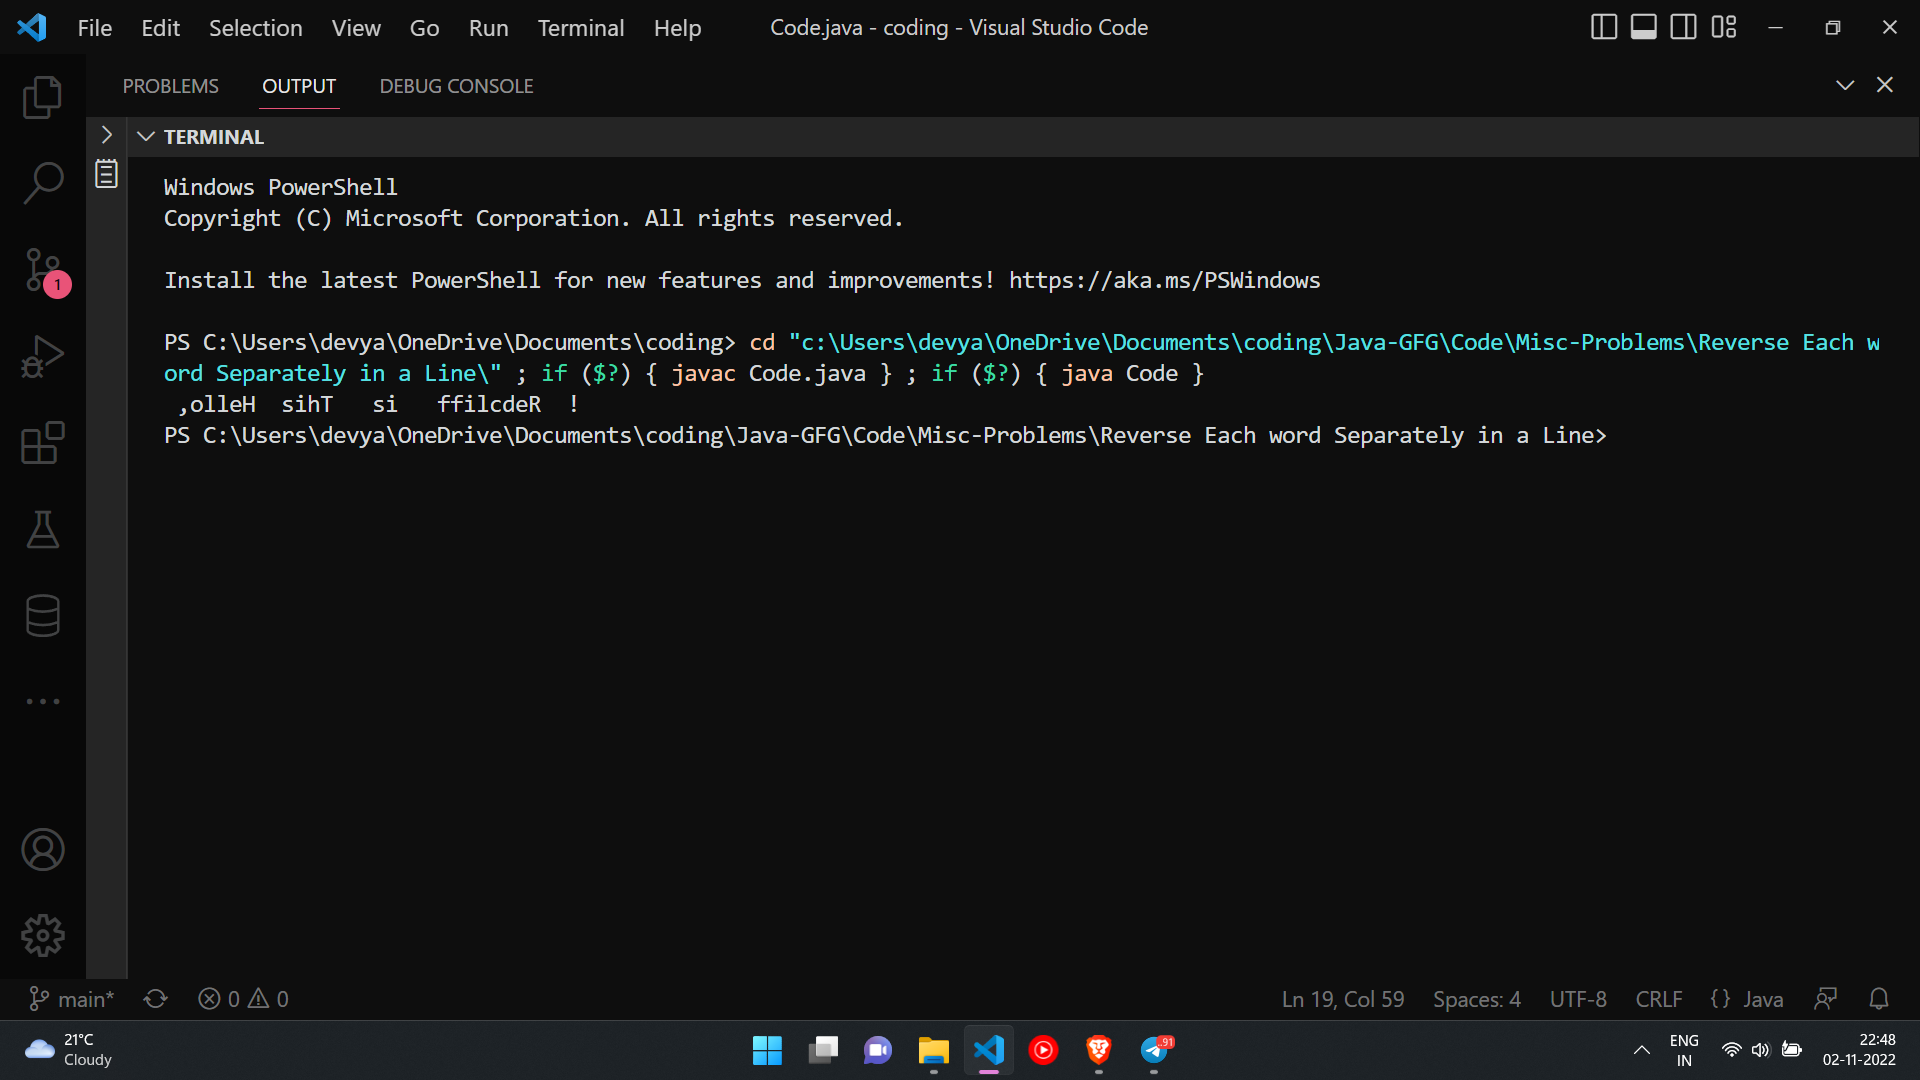 File Edit Selection View Go Run Terminal Help Code.java - coding - Visual Studio Code
PROBLEMS OUTPUT DEBUG CONSOLE
TERMINAL
Windows PowerShell
Copyright (C) Microsoft Corporation. All rights reserved.
Install the latest PowerShell for new features and improvements! https://aka.ms/PSWindows
PS C:\Users\devya\OneDrive\Documents\coding> cd "c:\Users\devya\OneDrive\Documents\coding\Java-GFG\Code\Misc-Problems\Reverse Each w
ord Separately in a Line\" ; if ($?) { javac Code.java } ; if ($?) { java Code }
 ,olleH  sihT   si   ffilcdeR  !
PS C:\Users\devya\OneDrive\Documents\coding\Java-GFG\Code\Misc-Problems\Reverse Each word Separately in a Line>
1
main* 0 0 Ln 19, Col 59 Spaces: 4 UTF-8 CRLF {} Java
21°C
Cloudy
91
ENG
IN
22:48
02-11-2022